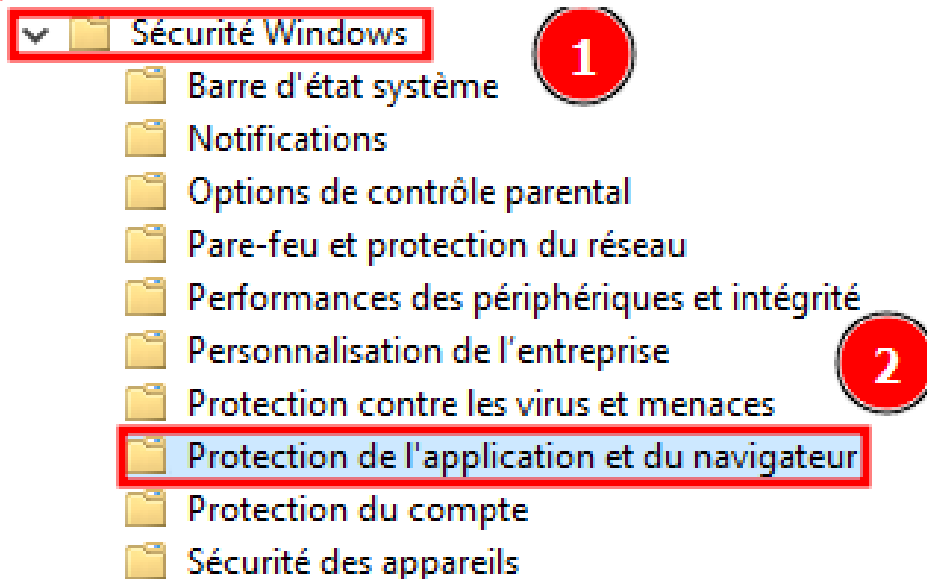 Sécurité Windows
1
Barre d'état système
Notifications
Options de contrôle parental
Pare-feu et protection du réseau
Performances des périphériques et intégrité
Personnalisation de l'entreprise
2
Protection contre les virus et menaces
Protection de l'application et du navigateur
Protection du compte
Sécurité des appareils